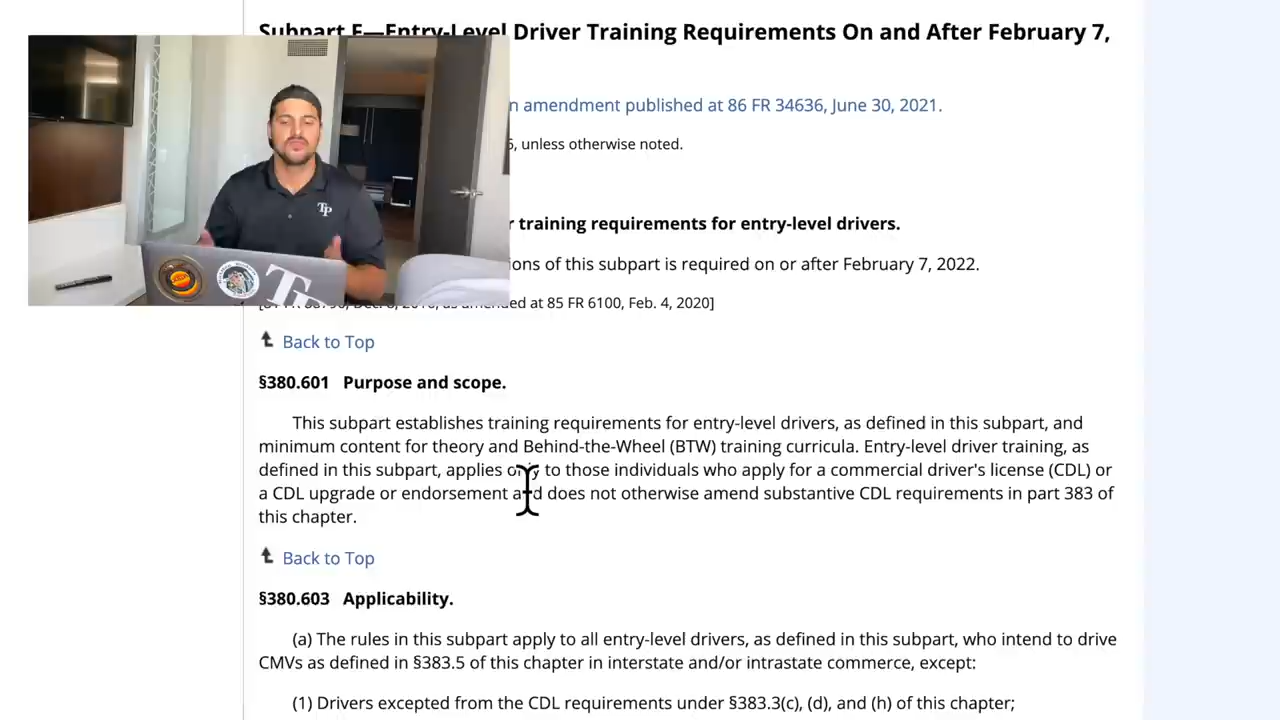 Subpart F—Entry-Level Driver Training Requirements On and After February 7,
n amendment published at 86 FR 34636, June 30, 2021.
, unless otherwise noted.
training requirements for entry-level drivers.
ions of this subpart is required on or after February 7, 2022.
as amended at 85 FR 6100, Feb. 4, 2020]
Back to Top
§380.601 Purpose and scope.
This subpart establishes training requirements for entry-level drivers, as defined in this subpart, and
minimum content for theory and Behind-the-Wheel (BTW) training curricula. Entry-level driver training, as
defined in this subpart, applies only to those individuals who apply for a commercial driver's license (CDL) or
a CDL upgrade or endorsement and does not otherwise amend substantive CDL requirements in part 383 of
this chapter.
Back to Top
§380.603 Applicability.
(a) The rules in this subpart apply to all entry-level drivers, as defined in this subpart, who intend to drive
CMVs as defined in §383.5 of this chapter in interstate and/or intrastate commerce, except:
(1) Drivers excepted from the CDL requirements under §383.3(c), (d), and (h) of this chapter;
TP
TP